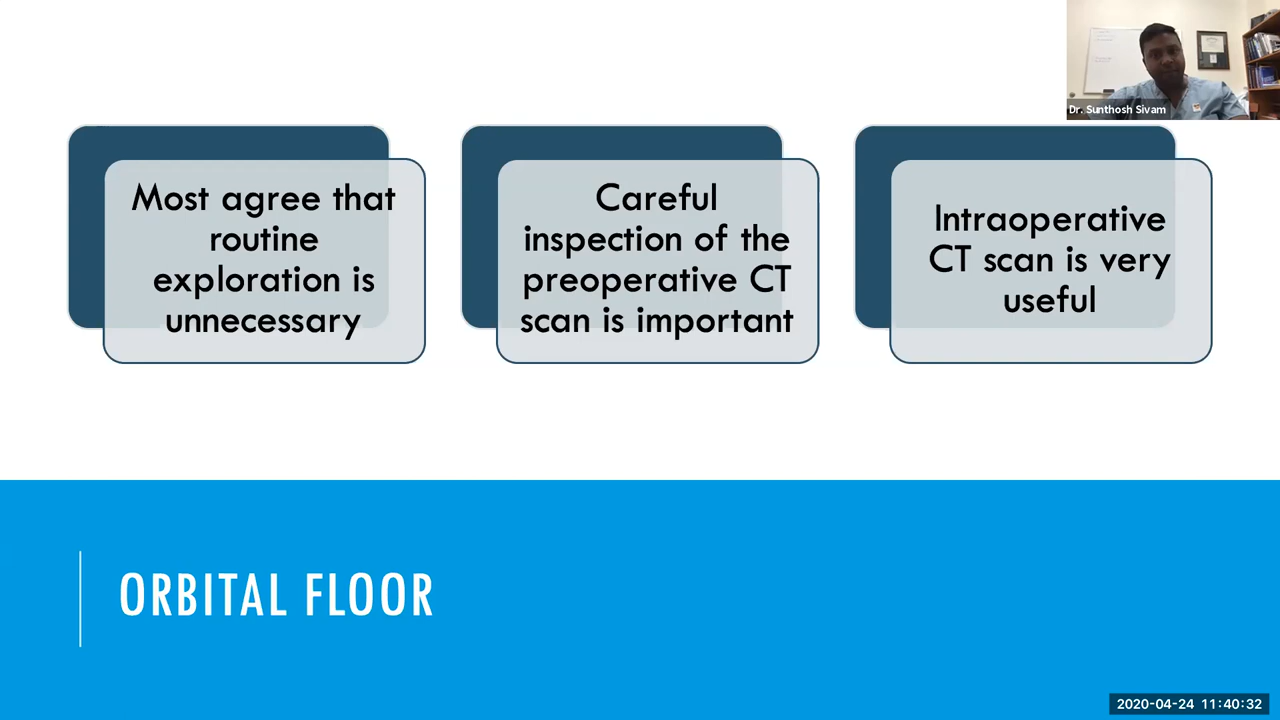 Dr. Sunthosh Sivam
Most agree that
routine
exploration is
unnecessary
Careful
inspection of the
preoperative CT
scan is important
Intraoperative
CT scan is very
useful
ORBITAL FLOOR
2020-04-24 11:40:32